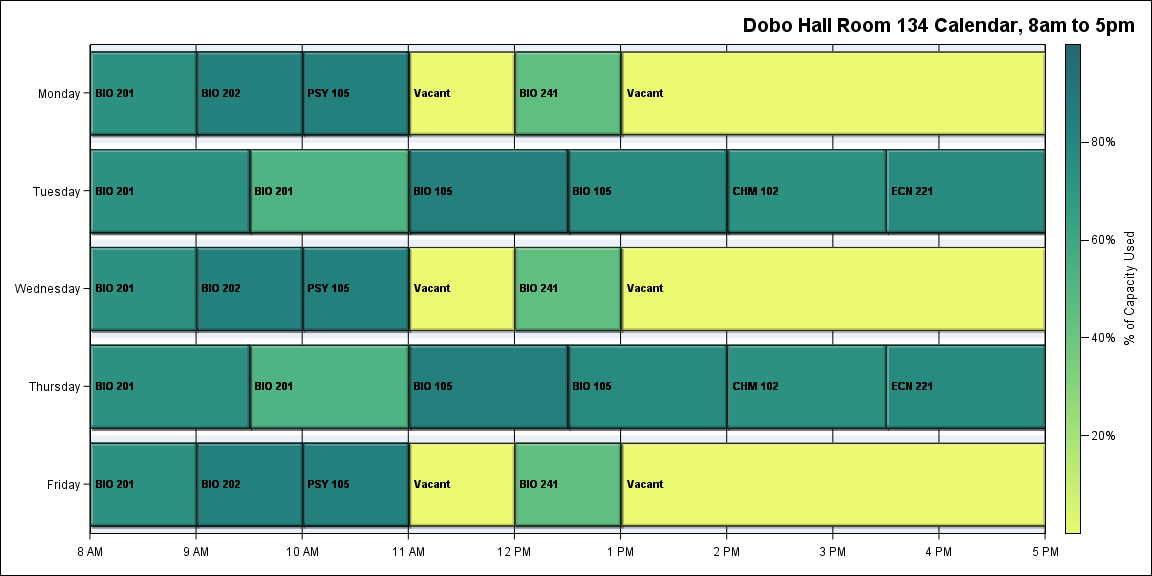 Dobo Hall Room 134 Calendar, 8am to 5pm
Monday BIO 201 BIO 202 PSY 105 Vacant BIO 241 Vacant
Tuesday BIO 201 BIO 201 BIO 105 BIO 105 CHM 102 ECN 221
Wednesday BIO 201 BIO 202 PSY 105 Vacant BIO 241 Vacant
Thursday BIO 201 BIO 201 BIO 105 BIO 105 CHM 102 ECN 221
Friday BIO 201 BIO 202 PSY 105 Vacant BIO 241 Vacant
8 AM 9 AM 10 AM 11 AM 12 PM 1 PM 2 PM 3 PM 4 PM 5 PM
80%
60%
40%
20%
% of Capacity Used